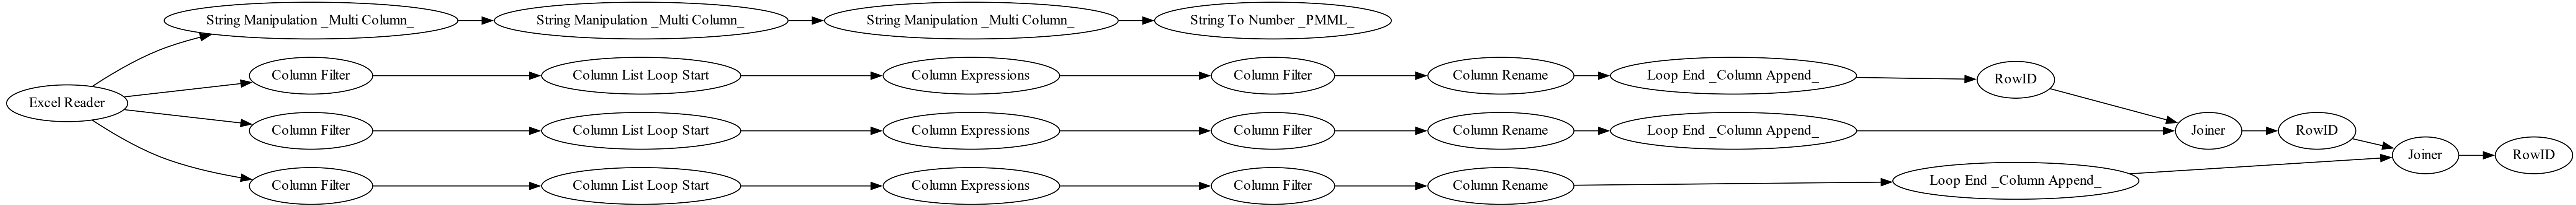 Excel Reader
String Manipulation _Multi Column_
String Manipulation _Multi Column_
String Manipulation _Multi Column_
String To Number _PMML_
Column Filter
Column List Loop Start
Column Expressions
Column Filter
Column Rename
Loop End _Column Append_
RowID
Column Filter
Column List Loop Start
Column Expressions
Column Filter
Column Rename
Loop End _Column Append_
Joiner
RowID
Column Filter
Column List Loop Start
Column Expressions
Column Filter
Column Rename
Loop End _Column Append_
Joiner
RowID